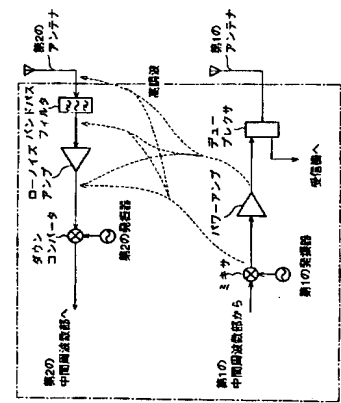 第2の
アンテナ
バンドパス
フィルタ
ローノイズ
アンプ
ダウン
コンバータ
第2の発振器
第2の
中間周波数部へ
高調波
第1の
アンテナ
デュー
プレクサ
受信機へ
パワーアンプ
ミキサ
第1の発振器
第1の
中間周波数部から